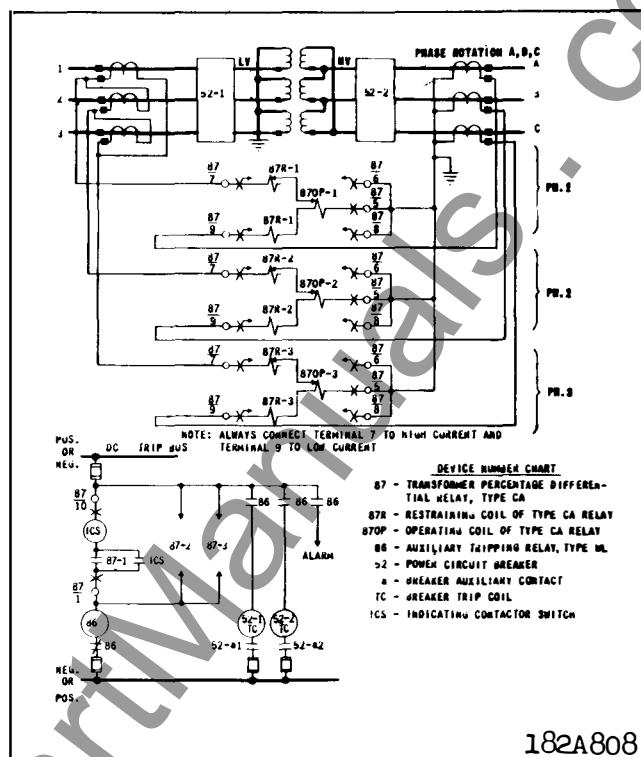 PHASE ROTATION A,B,C
1 LV HV A
2 52-1 52-2 B
3 C
87 7 87R-1 87OP-1 87 6 PH.1
87 5
87 9 87R-1 87 8
87 7 87R-2 87OP-2 87 6 PH.2
87 5
87 9 87R-2 87 8
87 7 87R-3 87OP-3 87 6 PH.3
87 5
87 9 87R-3 87 8
NOTE: ALWAYS CONNECT TERMINAL 7 TO HIGH CURRENT AND
TERMINAL 9 TO LOW CURRENT
POS.
OR
NEG.
DC TRIP BUS
87 10
86 86 86
ICS
87-1 ICS 87-2 87-3 ALARM
87 1
86 52-1 TC 52-2 TC
86 52-a1 52-a2
NEG.
OR
POS.
DEVICE NUMBER CHART
87 - TRANSFORMER PERCENTAGE DIFFEREN-
TIAL RELAY, TYPE CA
87R - RESTRAINING COIL OF TYPE CA RELAY
87OP - OPERATING COIL OF TYPE CA RELAY
86 - AUXILIARY TRIPPING RELAY, TYPE WL
52 - POWER CIRCUIT BREAKER
a - BREAKER AUXILIARY CONTACT
TC - BREAKER TRIP COIL
ICS - INDICATING CONTACTOR SWITCH
182A808